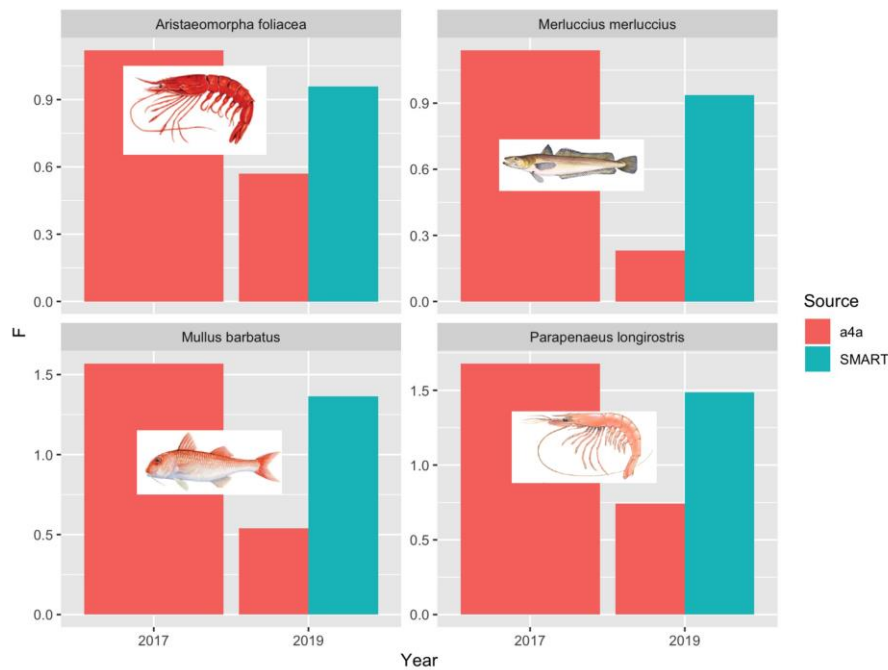 Aristaeomorpha foliacea
Merluccius merluccius
0.9
0.6
0.3
0.0
0.9
0.6
0.3
0.0
F
Mullus barbatus
Parapenaeus longirostris
1.5
1.0
0.5
0.0
1.5
1.0
0.5
0.0
2017
2019
2017
2019
Year
Source
a4a
SMART